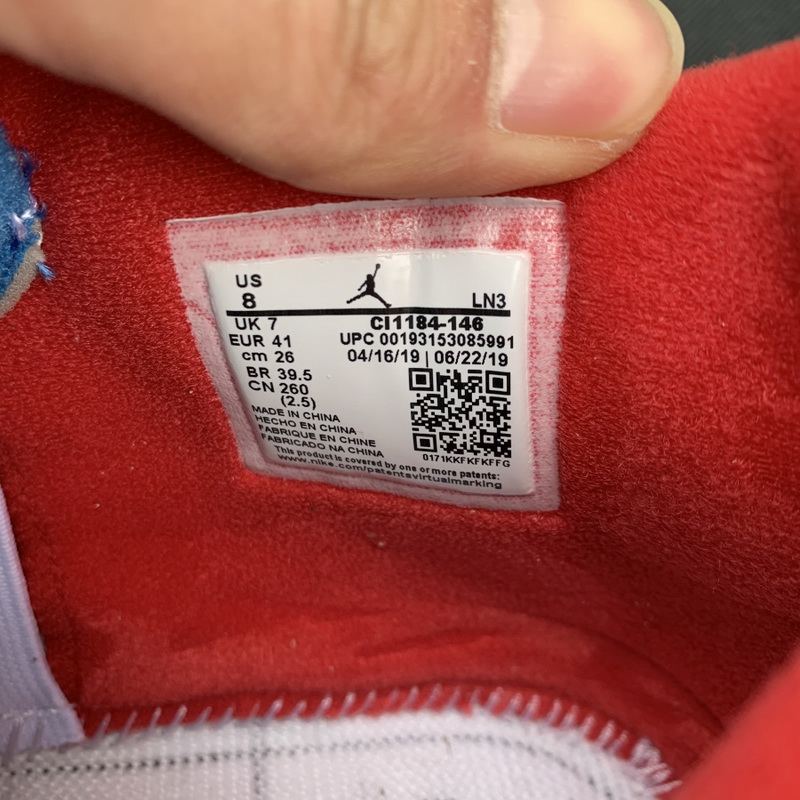 US
8
LN3
UK 7
CI1184-146
EUR 41
UPC 00193153085991
cm 26
04/16/19 | 06/22/19
BR 39.5
CN 260
(2.5)
MADE IN CHINA
HECHO EN CHINA
FABRIQUE EN CHINE
FABRICADO NA CHINA
0171KKFKFKFFG
This product is covered by one or more patents:
www.nike.com/patentsvirtualmarking